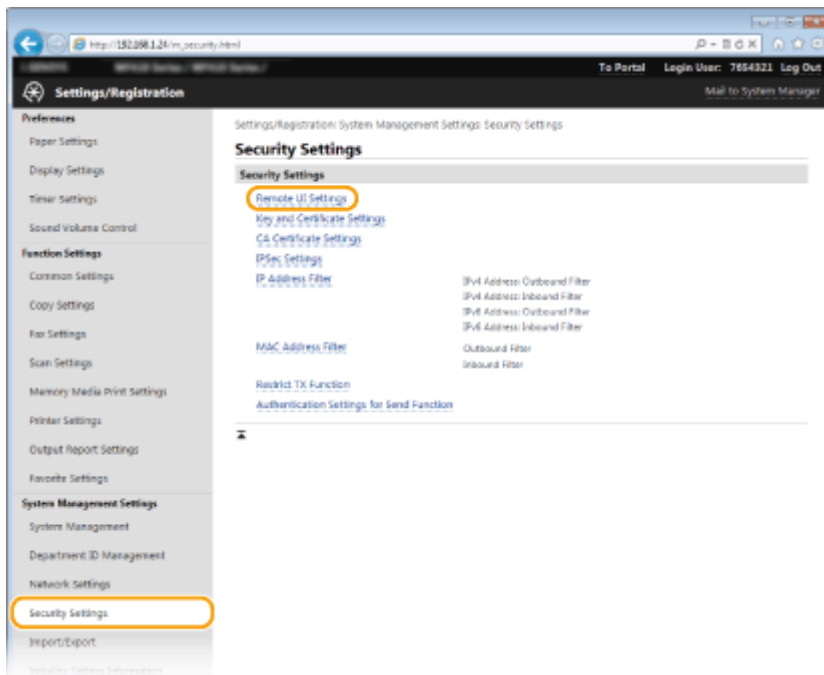 http://192.168.1.24/m_security.html
To Portal Login User: 7654321 Log Out
Settings/Registration
Mail to System Manager
Preferences
Paper Settings
Display Settings
Timer Settings
Sound Volume Control
Function Settings
Common Settings
Copy Settings
Fax Settings
Scan Settings
Memory Media Print Settings
Printer Settings
Output Report Settings
Favorite Settings
System Management Settings
System Management
Department ID Management
Network Settings
Security Settings
Import/Export
Initialize Setting Information
Settings/Registration: System Management Settings: Security Settings
Security Settings
Security Settings
Remote UI Settings
Key and Certificate Settings
CA Certificate Settings
IPSec Settings
IP Address Filter
IPv4 Address: Outbound Filter
IPv4 Address: Inbound Filter
IPv6 Address: Outbound Filter
IPv6 Address: Inbound Filter
MAC Address Filter
Outbound Filter
Inbound Filter
Restrict TX Function
Authentication Settings for Send Function